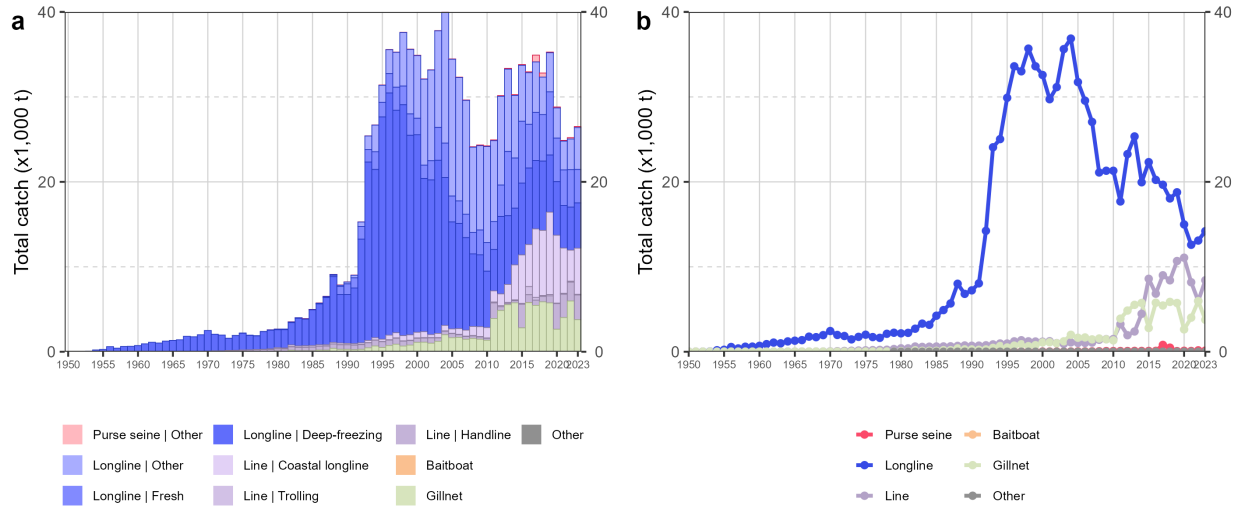 a
b
40
40
40
40
20
20
20
20
0
0
0
0
Total catch (x1,000 t)
Total catch (x1,000 t)
1950 1955 1960 1965 1970 1975 1980 1985 1990 1995 2000 2005 2010 2015 2020 2023
1950 1955 1960 1965 1970 1975 1980 1985 1990 1995 2000 2005 2010 2015 2020 2023
Purse seine | Other
Longline | Deep-freezing
Line | Handline
Other
Longline | Other
Line | Coastal longline
Baitboat
Longline | Fresh
Line | Trolling
Gillnet
Purse seine
Baitboat
Longline
Gillnet
Line
Other